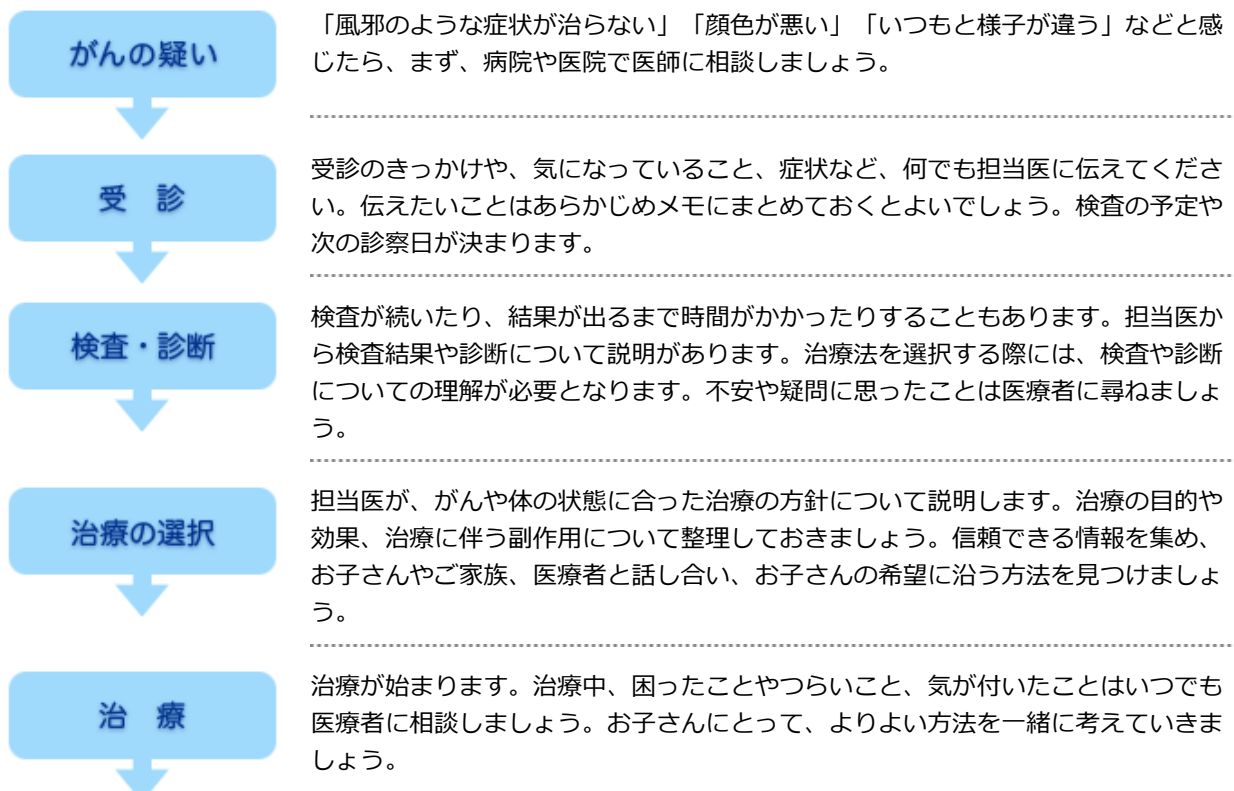 がんの疑い
「風邪のような症状が治らない」「顔色が悪い」「いつもと様子が違う」などと感
じたら、まず、病院や医院で医師に相談しましょう。
受　診
受診のきっかけや、気になっていること、症状など、何でも担当医に伝えてくださ
い。伝えたいことはあらかじめメモにまとめておくとよいでしょう。検査の予定や
次の診察日が決まります。
検査・診断
検査が続いたり、結果が出るまで時間がかかったりすることもあります。担当医か
ら検査結果や診断について説明があります。治療法を選択する際には、検査や診断
についての理解が必要となります。不安や疑問に思ったことは医療者に尋ねましょ
う。
治療の選択
担当医が、がんや体の状態に合った治療の方針について説明します。治療の目的や
効果、治療に伴う副作用について整理しておきましょう。信頼できる情報を集め、
お子さんやご家族、医療者と話し合い、お子さんの希望に沿う方法を見つけましょ
う。
治　療
治療が始まります。治療中、困ったことやつらいこと、気が付いたことはいつでも
医療者に相談しましょう。お子さんにとって、よりよい方法を一緒に考えていきま
しょう。